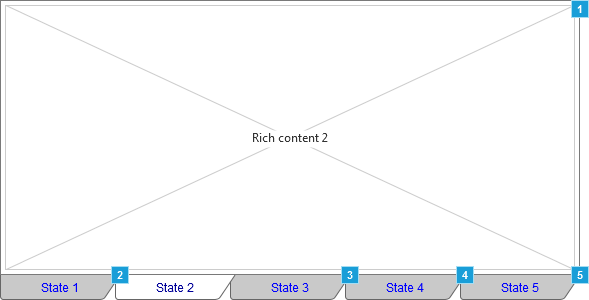 1
Rich content 2
2
3
4
5
State 1
State 2
State 3
State 4
State 5